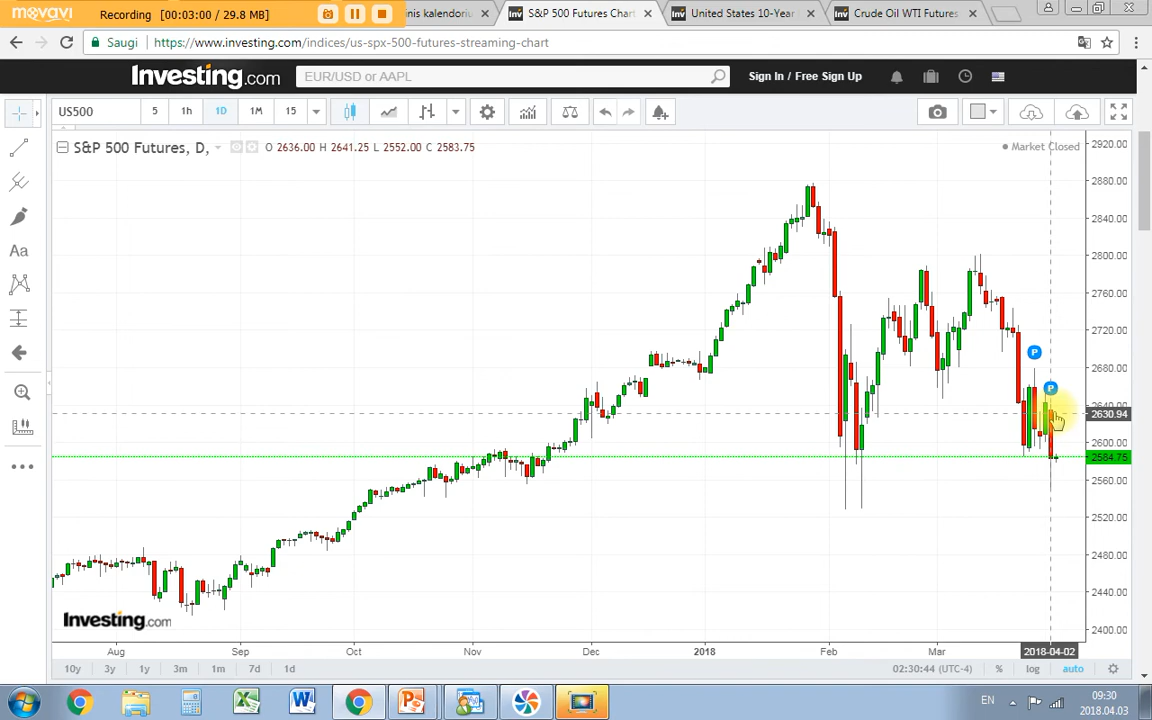 movavi
Recording [00:03:00 / 29.8 MB]
inis kalendoriu
S&P 500 Futures Chart
United States 10-Year
Crude Oil WTI Futures
Saugi
https://www.investing.com/indices/us-spx-500-futures-streaming-chart
Investing.com
EUR/USD or AAPL
Sign In / Free Sign Up
US500
5
1h
1D
1M
15
S&P 500 Futures, D,
O 2636.00 H 2641.25 L 2552.00 C 2583.75
Market Closed
Aa
2920.00
2880.00
2840.00
2800.00
2760.00
2720.00
2680.00
2640.00
2630.94
2600.00
2584.75
2560.00
2520.00
2480.00
2440.00
2400.00
P
P
Investing.com
Aug
Sep
Oct
Nov
Dec
2018
Feb
Mar
2018-04-02
10y
3y
1y
3m
1m
7d
1d
02:30:44 (UTC-4)
%
log
auto
EN
09:30
2018.04.03